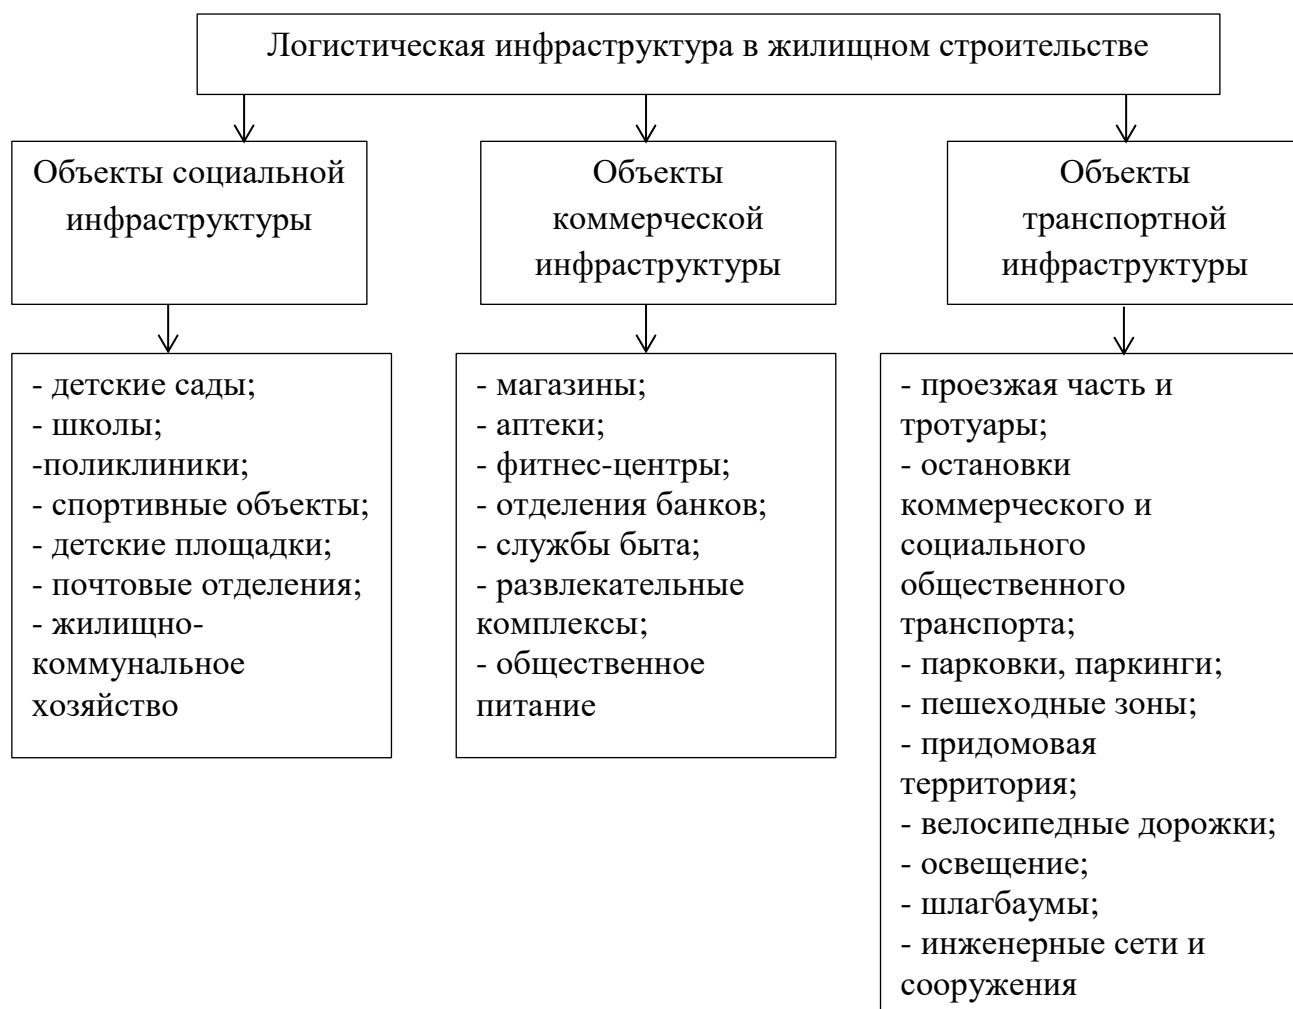 Логистическая инфраструктура в жилищном строительстве
Объекты социальной
инфраструктуры
Объекты
коммерческой
инфраструктуры
Объекты
транспортной
инфраструктуры
- детские сады;
- школы;
-поликлиники;
- спортивные объекты;
- детские площадки;
- почтовые отделения;
- жилищно-
коммунальное
хозяйство
- магазины;
- аптеки;
- фитнес-центры;
- отделения банков;
- службы быта;
- развлекательные
комплексы;
- общественное
питание
- проезжая часть и
тротуары;
- остановки
коммерческого и
социального
общественного
транспорта;
- парковки, паркинги;
- пешеходные зоны;
- придомовая
территория;
- велосипедные дорожки;
- освещение;
- шлагбаумы;
- инженерные сети и
сооружения